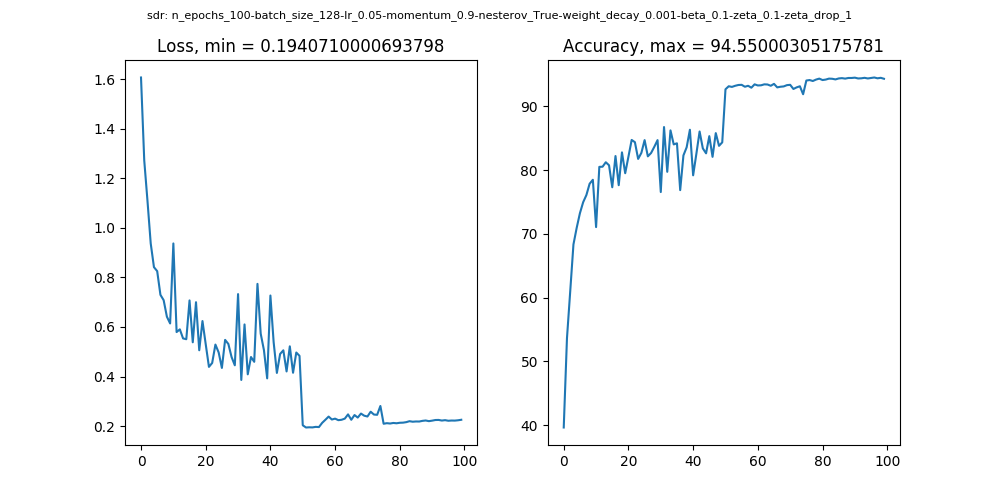 sdr: n_epochs_100-batch_size_128-lr_0.05-momentum_0.9-nesterov_True-weight_decay_0.001-beta_0.1-zeta_0.1-zeta_drop_1
Loss, min = 0.1940710000693798
1.6
1.4
1.2
1.0
0.8
0.6
0.4
0.2
0 20 40 60 80 100
Accuracy, max = 94.55000305175781
90
80
70
60
50
40
0 20 40 60 80 100